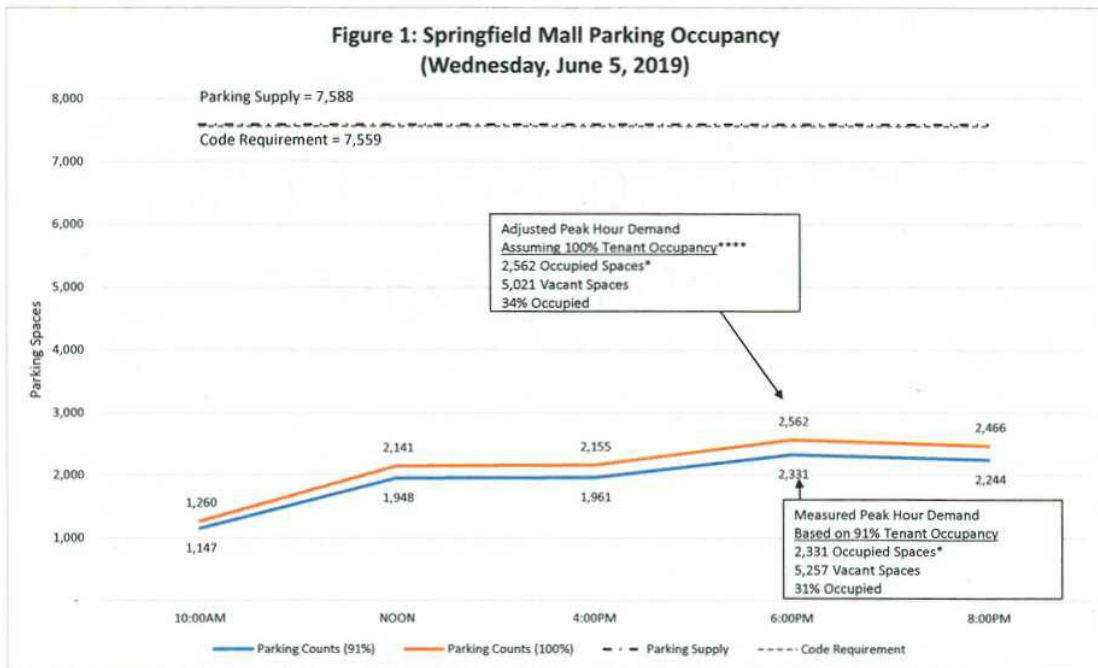 Figure 1: Springfield Mall Parking Occupancy
(Wednesday, June 5, 2019)
Parking Spaces
8,000
7,000
6,000
5,000
4,000
3,000
2,000
1,000
-
Parking Supply = 7,588
Code Requirement = 7,559
Adjusted Peak Hour Demand
Assuming 100% Tenant Occupancy****
2,562 Occupied Spaces*
5,021 Vacant Spaces
34% Occupied
1,260
2,141
2,155
2,562
2,466
1,147
1,948
1,961
2,331
2,244
Measured Peak Hour Demand
Based on 91% Tenant Occupancy
2,331 Occupied Spaces*
5,257 Vacant Spaces
31% Occupied
10:00AM NOON 4:00PM 6:00PM 8:00PM
Parking Counts (91%) Parking Counts (100%) Parking Supply Code Requirement